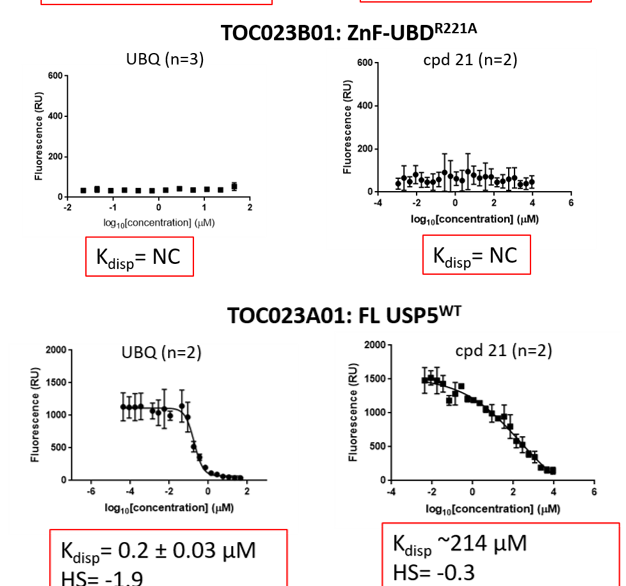 TOC023B01: ZnF-UBD^R221A
UBQ (n=3)
cpd 21 (n=2)
Fluorescence (RU)
600
400
200
0
-2 -1 0 1 2
log10[concentration] (μM)
Fluorescence (RU)
600
400
200
0
-4 -2 0 2 4 6
log10[concentration] (μM)
Kdisp= NC
Kdisp= NC
TOC023A01: FL USP5^WT
UBQ (n=2)
cpd 21 (n=2)
Fluorescence (RU)
2000
1500
1000
500
0
-6 -4 -2 0 2
log10[concentration] (μM)
Fluorescence (RU)
2000
1500
1000
500
0
-4 -2 0 2 4 6
log10[concentration] (μM)
Kdisp= 0.2 ± 0.03 μM
HS= -1.9
Kdisp ~214 μM
HS= -0.3